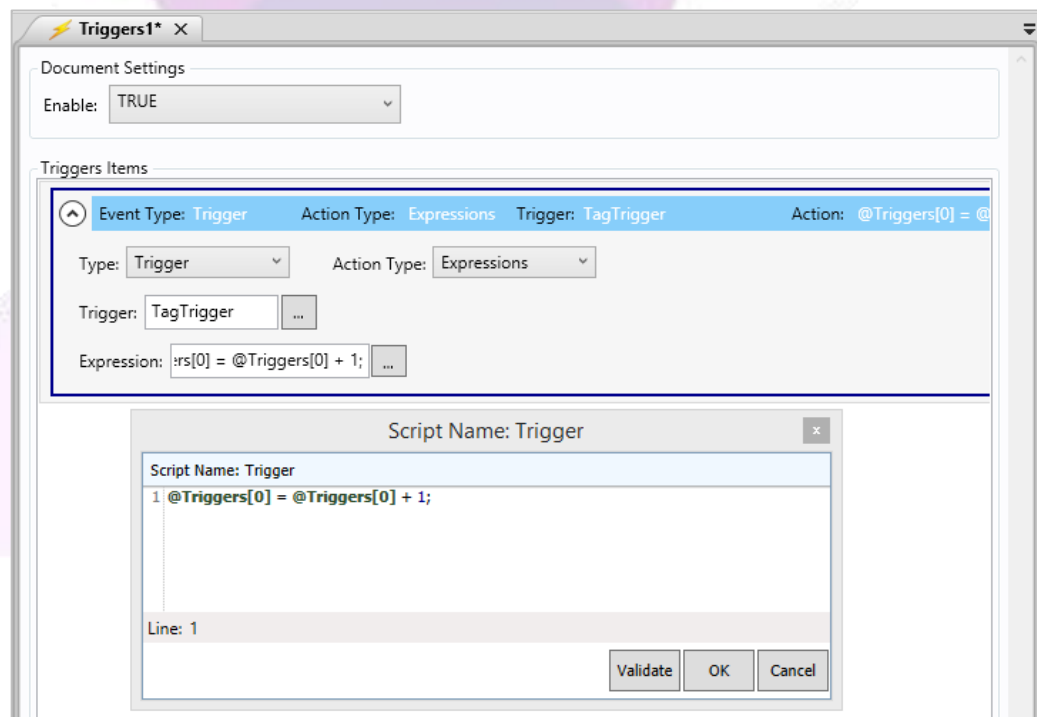 Triggers1*
Document Settings
Enable: TRUE
Triggers Items
Event Type: Trigger Action Type: Expressions Trigger: TagTrigger Action: @Triggers[0] = @
Type: Trigger Action Type: Expressions
Trigger: TagTrigger ...
Expression: ers[0] = @Triggers[0] + 1; ...
Script Name: Trigger x
Script Name: Trigger
1 @Triggers[0] = @Triggers[0] + 1;
Line: 1
Validate OK Cancel